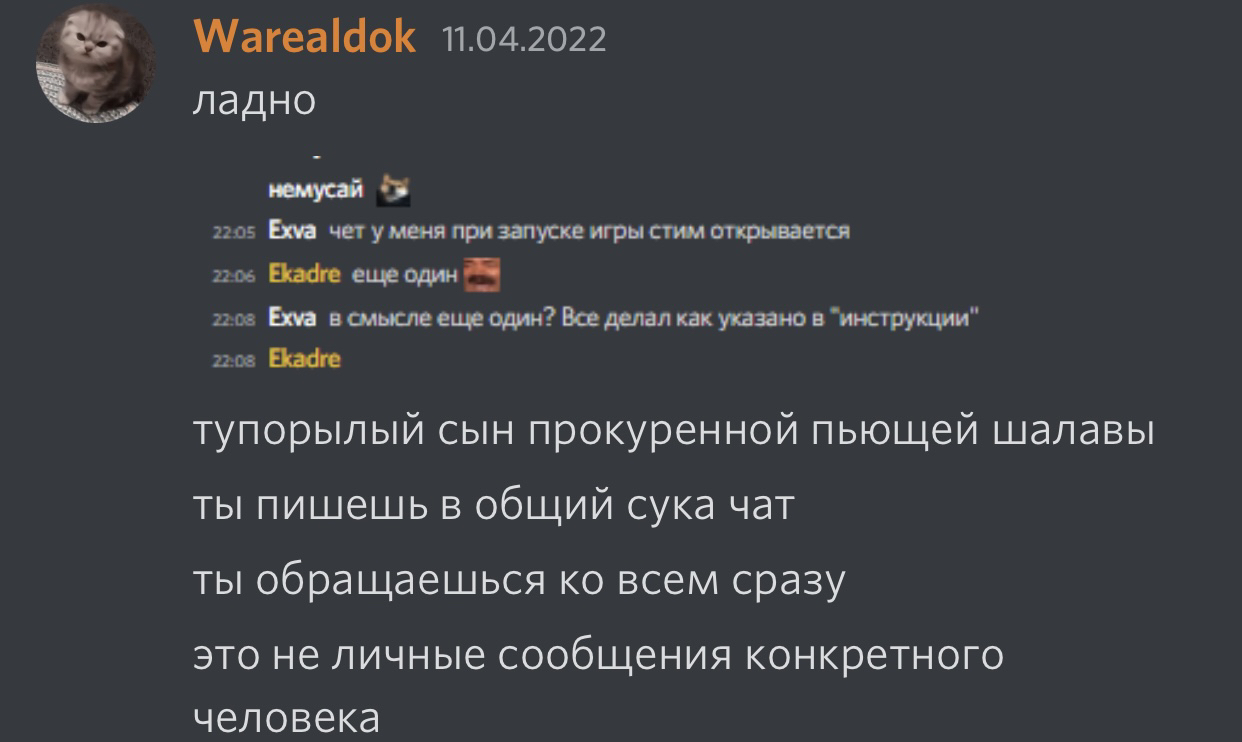 Warealdok 11.04.2022
ладно
немусай
22:05 Exva чет у меня при запуске игры стим открывается
22:06 Ekadre еще один
22:08 Exva в смысле еще один? Все делал как указано в "инструкции"
22:08 Ekadre
тупорылый сын прокуренной пьющей шалавы
ты пишешь в общий сука чат
ты обращаешься ко всем сразу
это не личные сообщения конкретного
человека